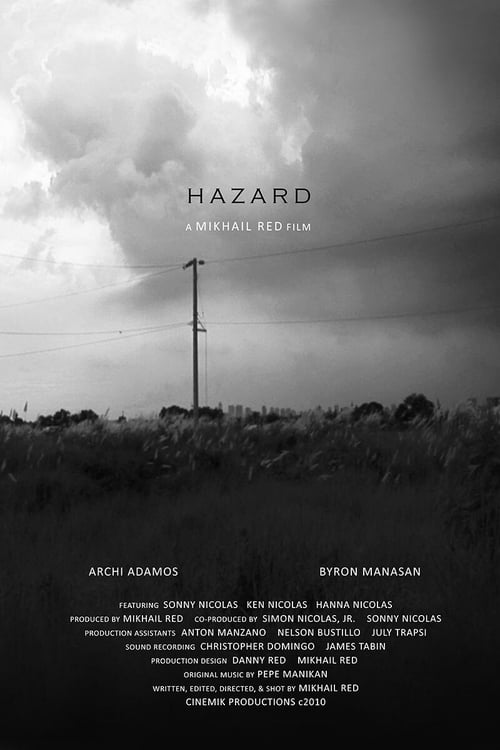 HAZARD
A MIKHAIL RED FILM
ARCHI ADAMOS BYRON MANASAN
FEATURING SONNY NICOLAS KEN NICOLAS HANNA NICOLAS
PRODUCED BY MIKHAIL RED CO-PRODUCED BY SIMON NICOLAS, JR. SONNY NICOLAS
PRODUCTION ASSISTANTS ANTON MANZANO NELSON BUSTILLO JULY TRAPSI
SOUND RECORDING CHRISTOPHER DOMINGO JAMES TABIN
PRODUCTION DESIGN DANNY RED MIKHAIL RED
ORIGINAL MUSIC BY PEPE MANIKAN
WRITTEN, EDITED, DIRECTED, & SHOT BY MIKHAIL RED
CINEMIK PRODUCTIONS c2010